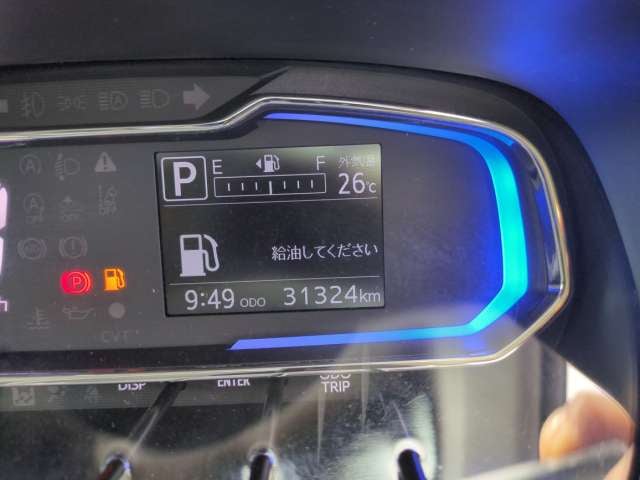 P E F 外気温
26℃
給油してください
9:49 ODO 31324km
P
CVT
DISP ENTER ODO
TRIP